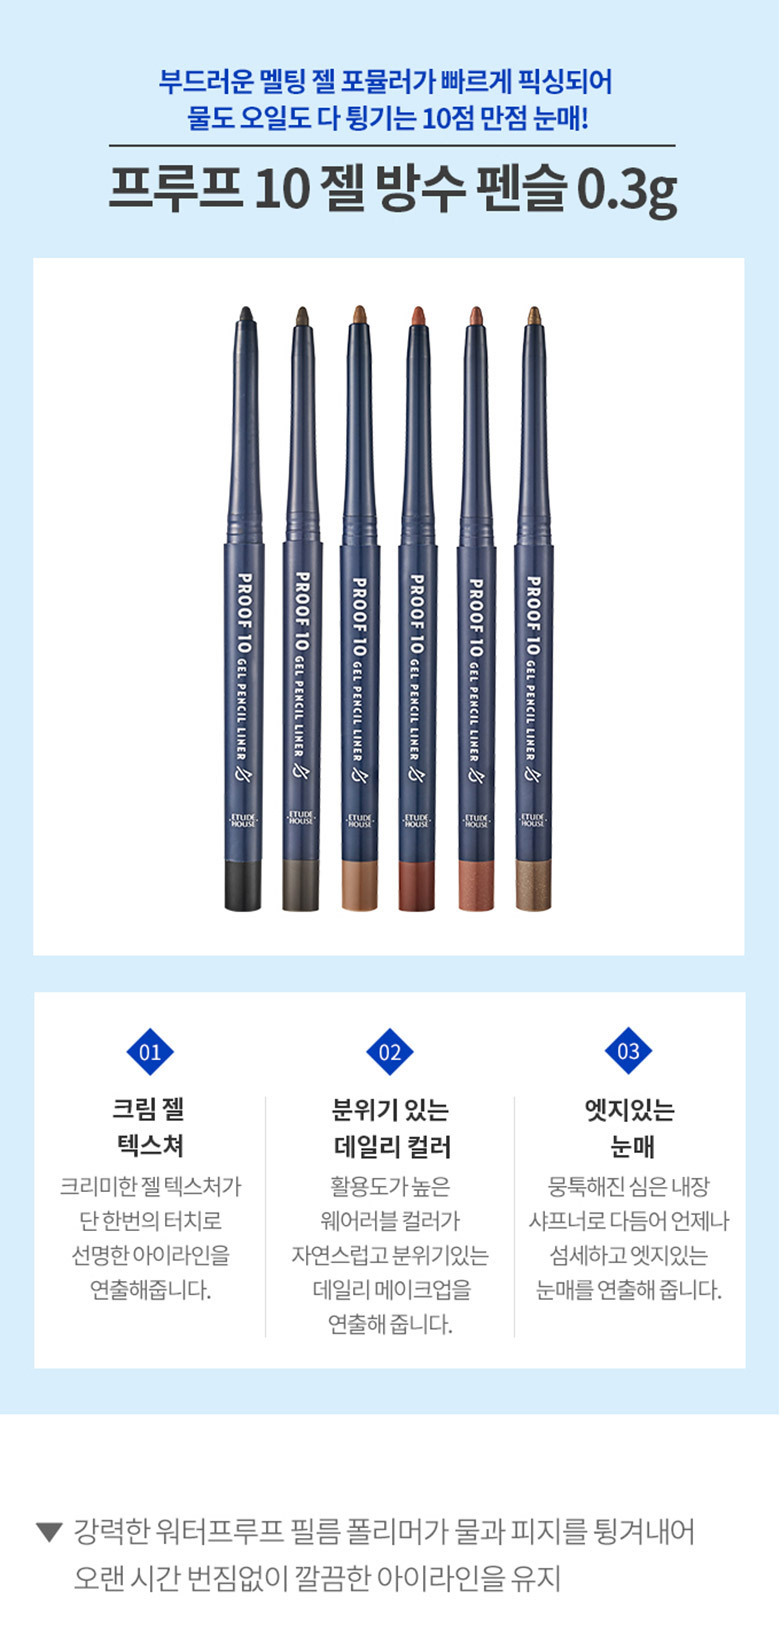 부드러운 멜팅 젤 포뮬러가 빠르게 픽싱되어
물도 오일도 다 튕기는 10점 만점 눈매!
프루프 10 젤 방수 펜슬 0.3g
PROOF 10 GEL PENCIL LINER
ETUDE HOUSE
PROOF 10 GEL PENCIL LINER
ETUDE HOUSE
PROOF 10 GEL PENCIL LINER
ETUDE HOUSE
PROOF 10 GEL PENCIL LINER
ETUDE HOUSE
PROOF 10 GEL PENCIL LINER
ETUDE HOUSE
PROOF 10 GEL PENCIL LINER
ETUDE HOUSE
01
크림 젤
텍스쳐
크리미한 젤 텍스처가
단 한번의 터치로
선명한 아이라인을
연출해줍니다.
02
분위기 있는
데일리 컬러
활용도가 높은
웨어러블 컬러가
자연스럽고 분위기있는
데일리 메이크업을
연출해 줍니다.
03
엣지있는
눈매
뭉툭해진 심은 내장
샤프너로 다듬어 언제나
섬세하고 엣지있는
눈매를 연출해 줍니다.
▼ 강력한 워터프루프 필름 폴리머가 물과 피지를 튕겨내어
오랜 시간 번짐없이 깔끔한 아이라인을 유지